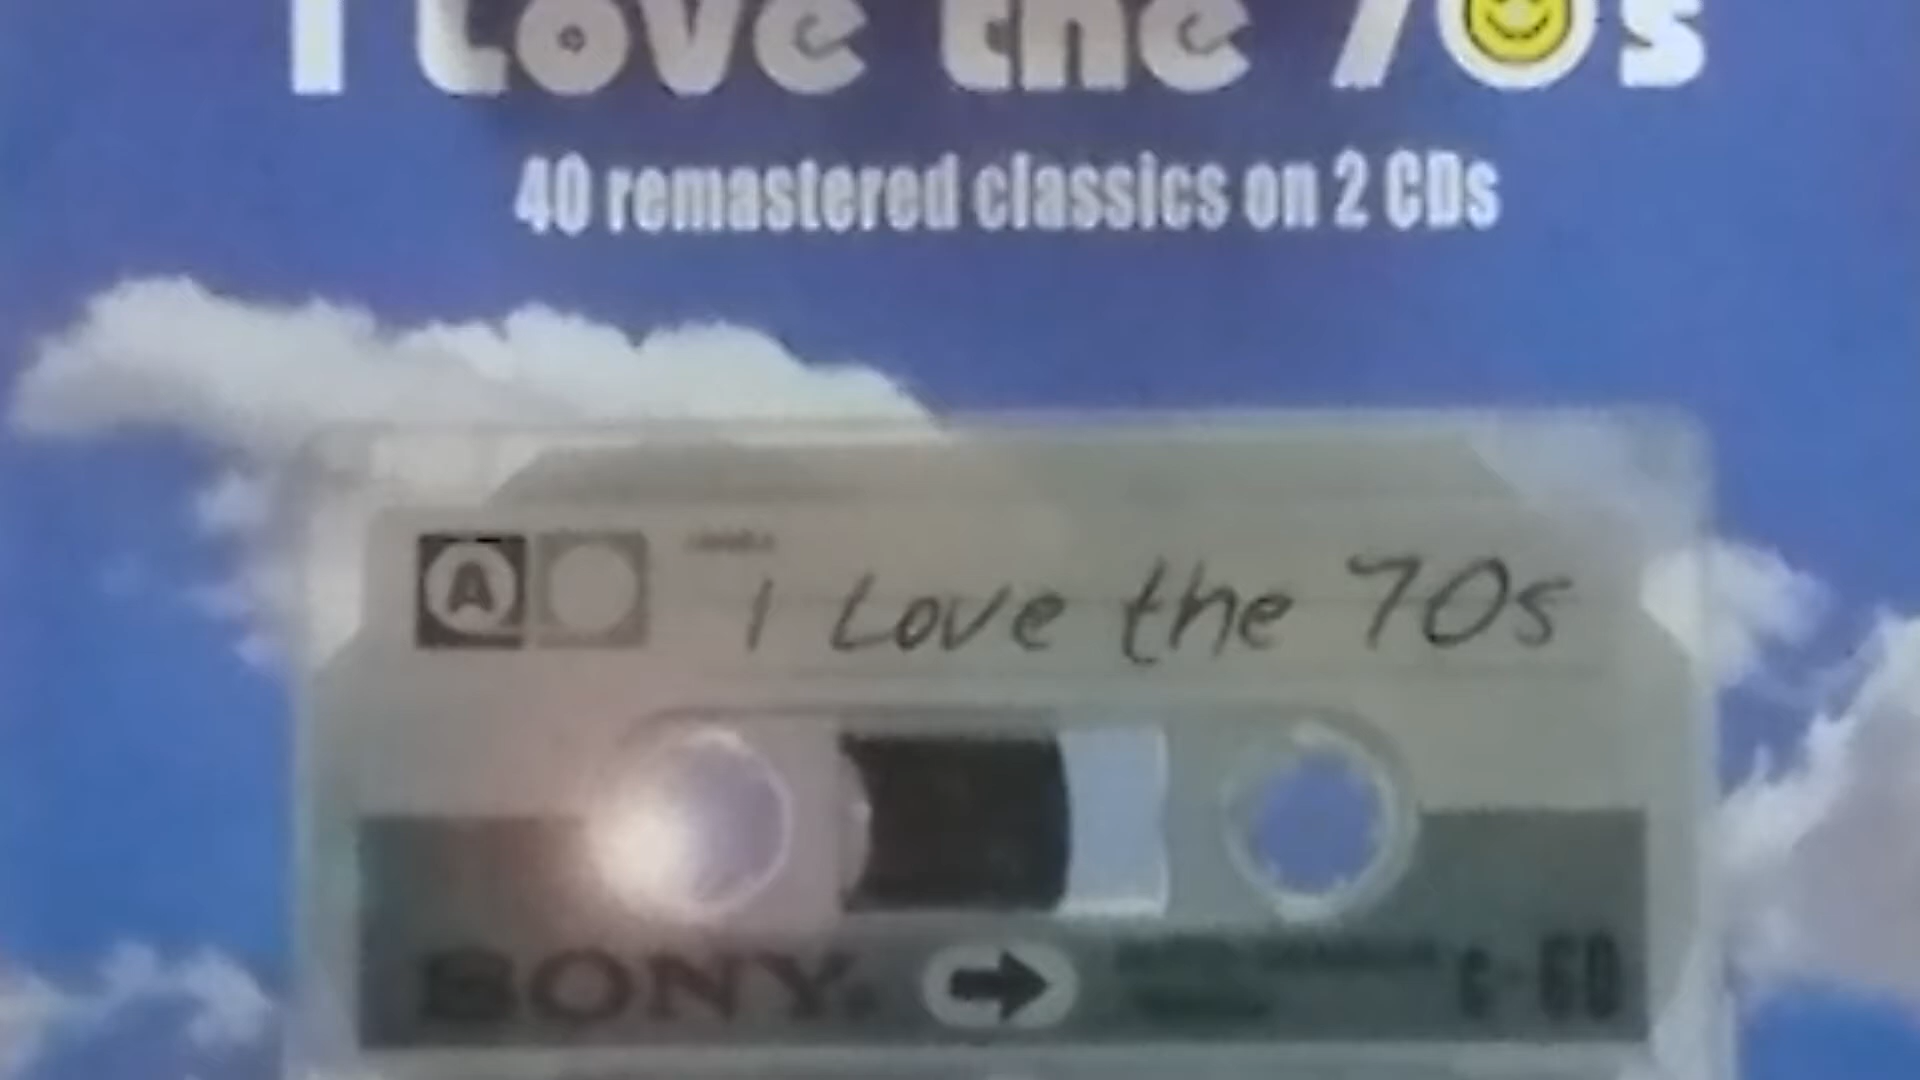 I Love the 70s
40 remastered classics on 2 CDs
A
I Love the 70s
SONY
C-60